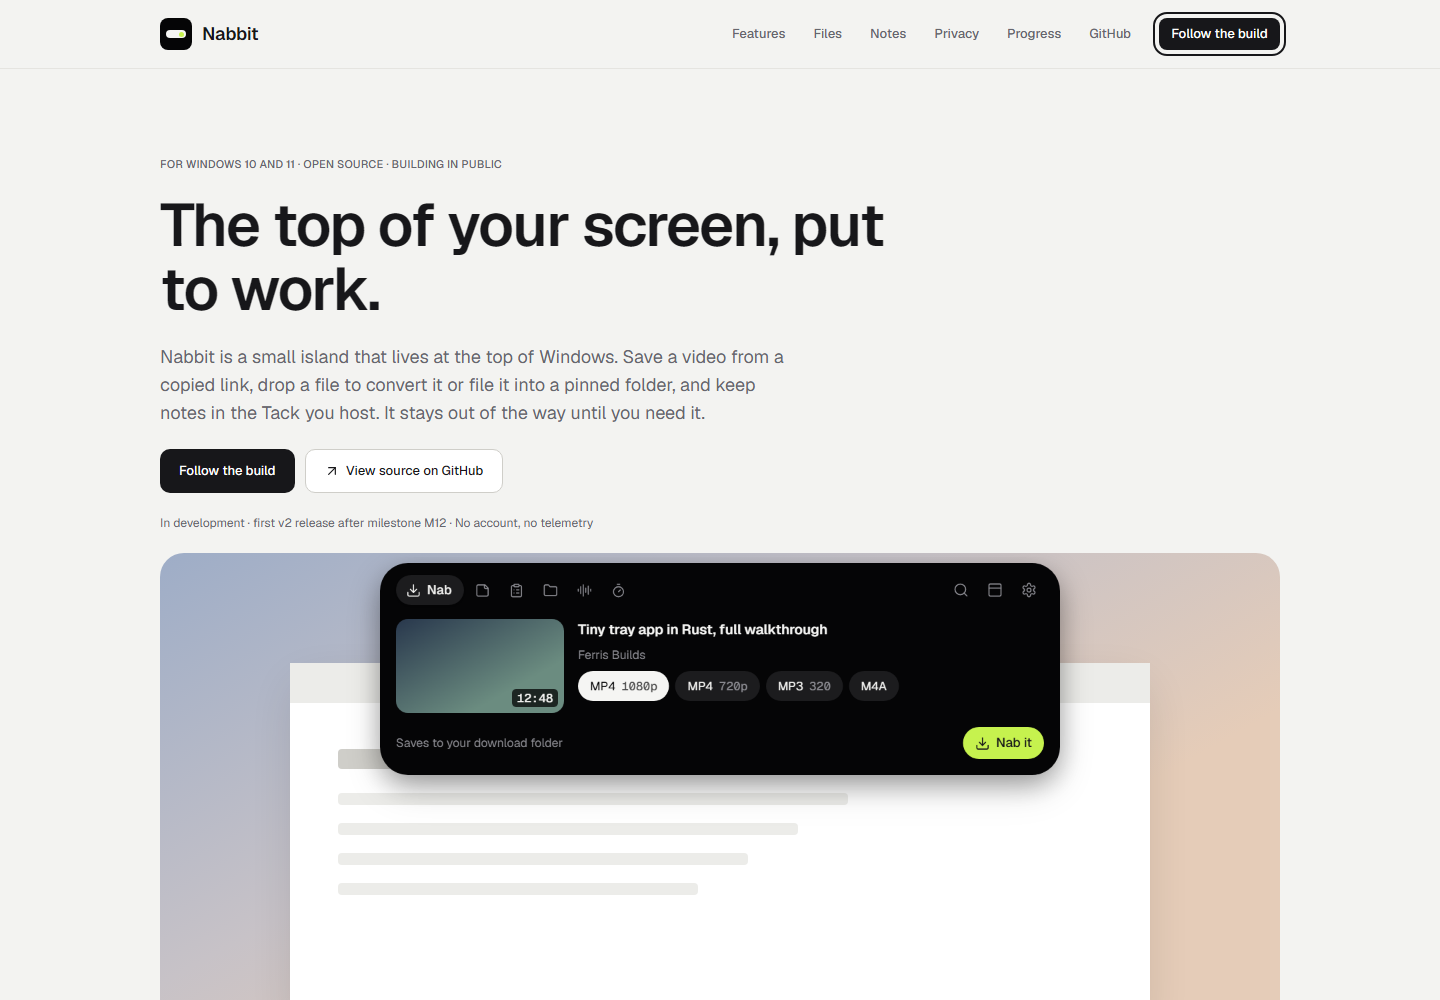 Nabbit
Features
Files
Notes
Privacy
Progress
GitHub
Follow the build
FOR WINDOWS 10 AND 11 · OPEN SOURCE · BUILDING IN PUBLIC
The top of your screen, put
to work.
Nabbit is a small island that lives at the top of Windows. Save a video from a
copied link, drop a file to convert it or file it into a pinned folder, and keep
notes in the Tack you host. It stays out of the way until you need it.
Follow the build
View source on GitHub
In development · first v2 release after milestone M12 · No account, no telemetry
Nab
Tiny tray app in Rust, full walkthrough
Ferris Builds
MP4 1080p
MP4 720p
MP3 320
M4A
12:48
Saves to your download folder
Nab it